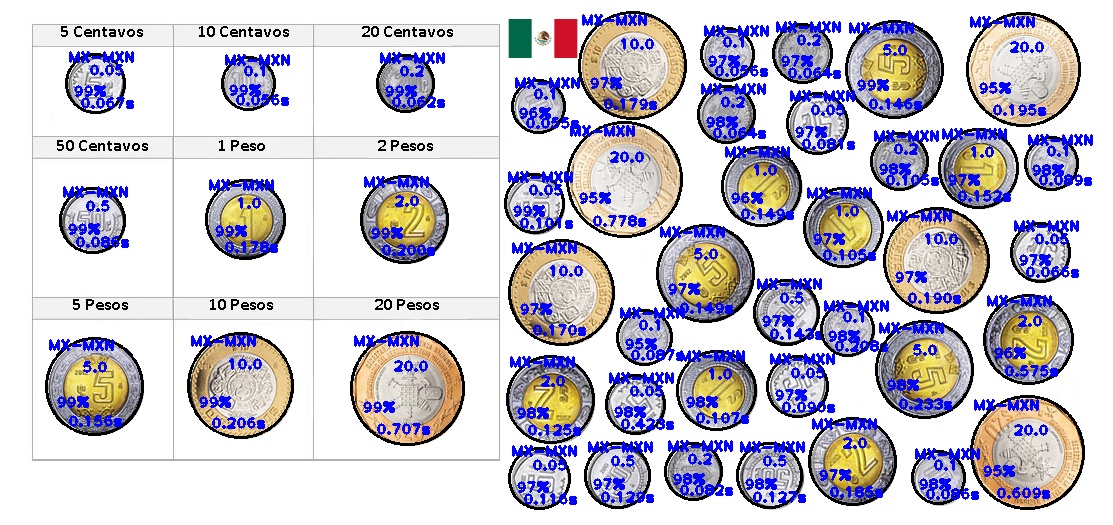 5 Centavos
10 Centavos
20 Centavos
MX-MXN
0.05
99%
0.067s
MX-MXN
0.1
99%
0.056s
MX-MXN
0.2
99%
0.062s
50 Centavos
1 Peso
2 Pesos
MX-MXN
0.5
99%
0.086s
MX-MXN
1.0
99%
0.178s
MX-MXN
2.0
99%
0.200s
5 Pesos
10 Pesos
20 Pesos
MX-MXN
5.0
99%
0.156s
MX-MXN
10.0
99%
0.206s
MX-MXN
20.0
99%
0.707s
MX-MXN
10.0
97%
0.179s
MX-MXN
0.1
97%
0.056s
MX-MXN
0.2
97%
0.064s
MX-MXN
5.0
99%
0.146s
MX-MXN
20.0
95%
0.195s
MX-MXN
0.1
96%
0.055s
MX-MXN
0.2
98%
0.064s
MX-MXN
0.05
97%
0.081s
MX-MXN
20.0
95%
0.778s
MX-MXN
0.2
98%
0.105s
MX-MXN
1.0
97%
0.152s
MX-MXN
0.1
98%
0.089s
MX-MXN
0.05
99%
0.101s
MX-MXN
1.0
96%
0.149s
MX-MXN
1.0
97%
0.105s
MX-MXN
10.0
97%
0.190s
MX-MXN
0.05
97%
0.066s
MX-MXN
10.0
97%
0.170s
MX-MXN
5.0
97%
0.149s
MX-MXN
0.5
97%
0.143s
MX-MXN
0.1
98%
0.208s
MX-MXN
0.1
95%
0.087s
MX-MXN
5.0
98%
0.233s
MX-MXN
2.0
96%
0.575s
MX-MXN
2.0
98%
0.125s
MX-MXN
0.05
98%
0.423s
MX-MXN
1.0
98%
0.107s
MX-MXN
0.05
97%
0.090s
MX-MXN
0.05
97%
0.116s
MX-MXN
0.5
97%
0.129s
MX-MXN
0.2
98%
0.082s
MX-MXN
0.5
98%
0.127s
MX-MXN
2.0
97%
0.185s
MX-MXN
0.1
98%
0.086s
MX-MXN
20.0
95%
0.609s